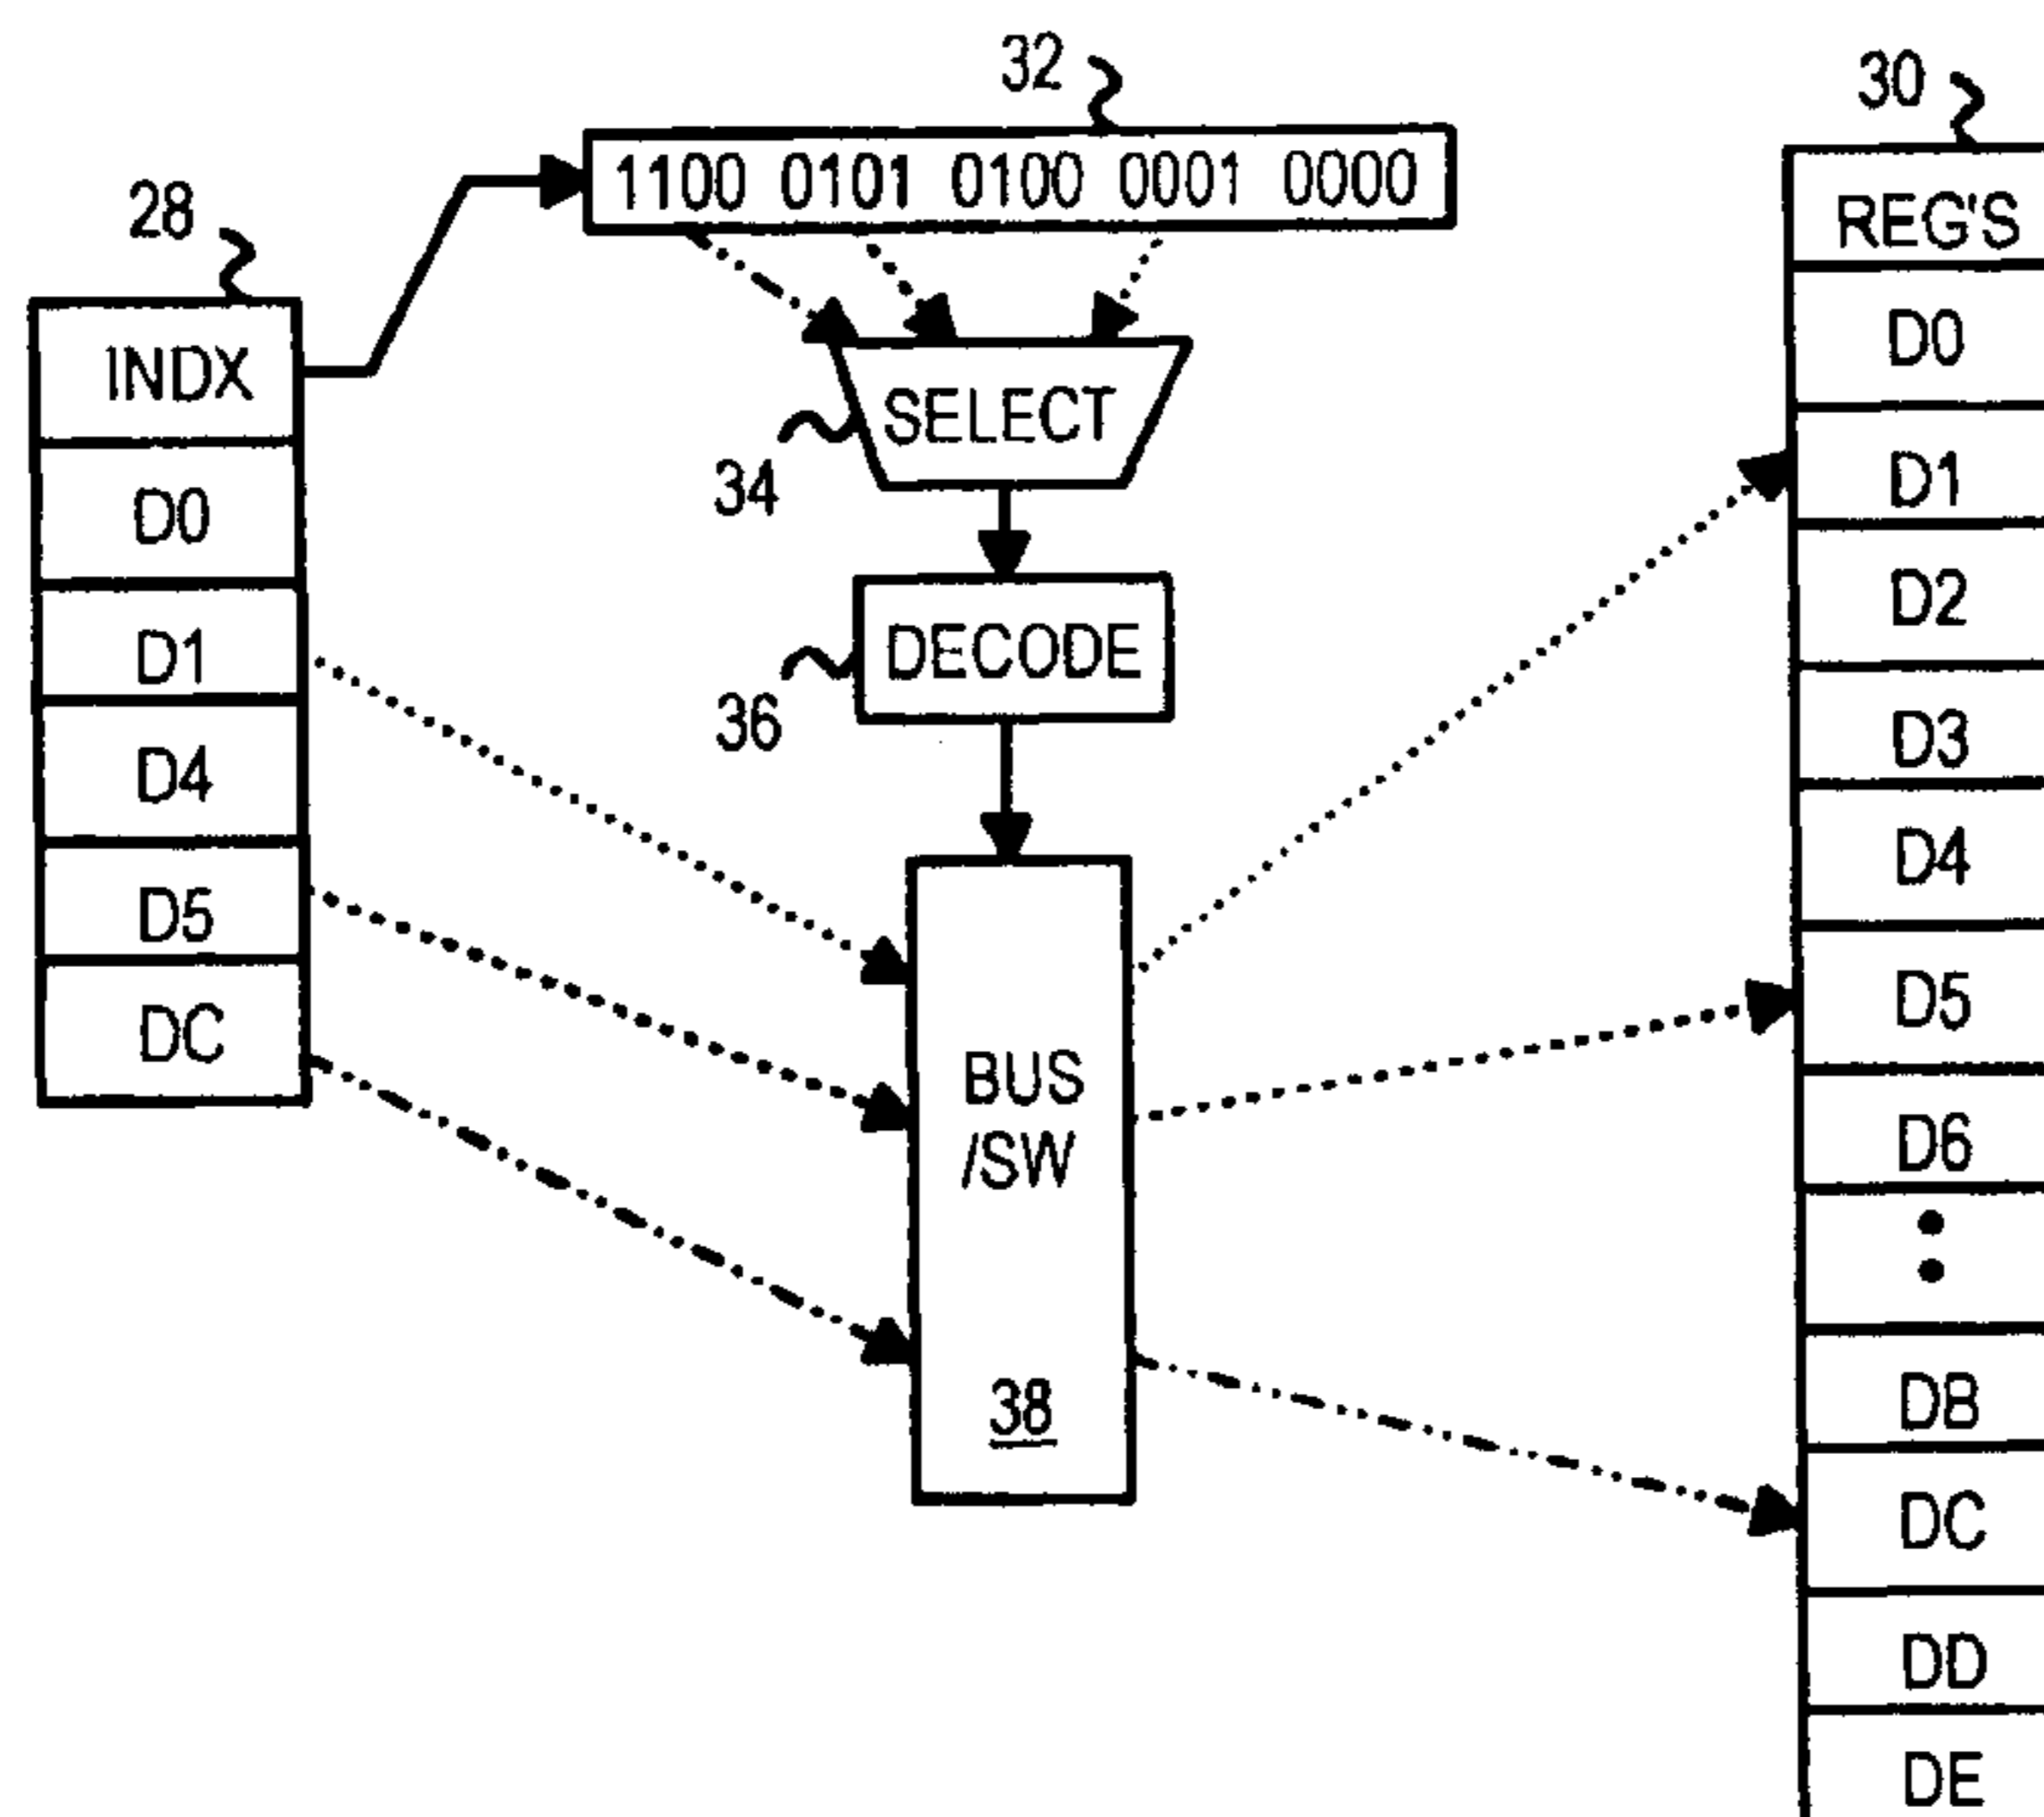 32
30
1100 0101 0100 0001 0000
28
REG'S
INDX
D0
SELECT
34
D0
D1
D1
DECODE
36
D2
D4
D3
D5
D4
DC
D5
BUS
/SW
D6
38
DB
DC
DD
DE